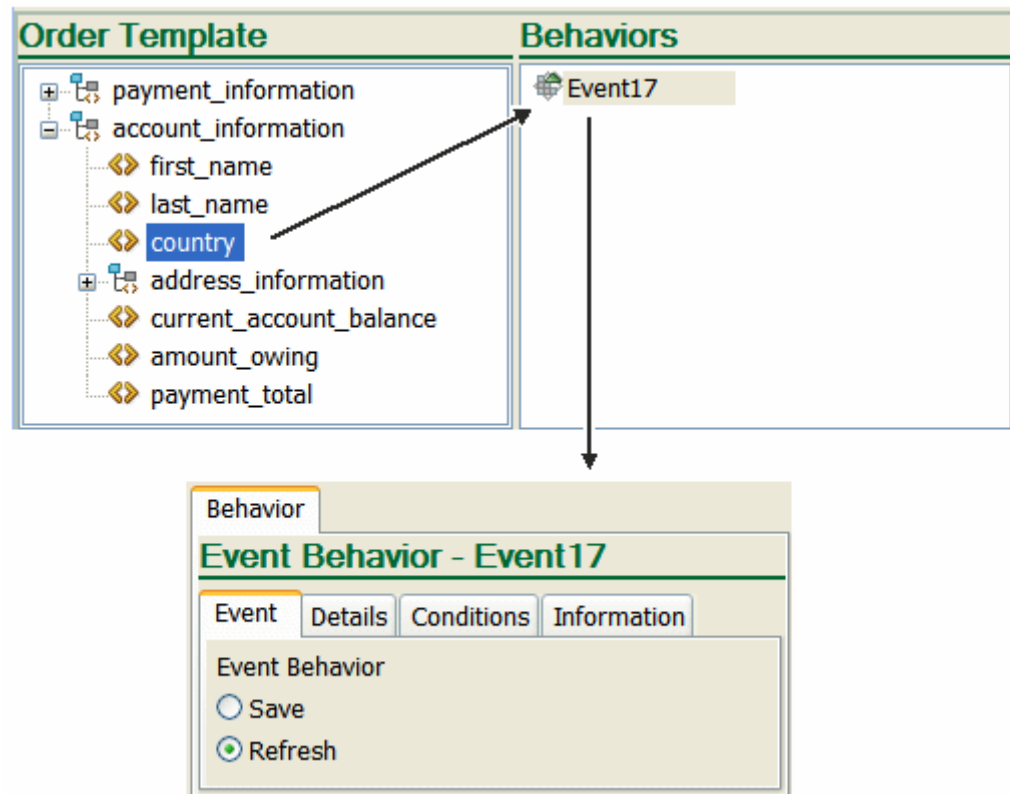 Order Template
payment_information
account_information
first_name
last_name
country
address_information
current_account_balance
amount_owing
payment_total
Behaviors
Event17
Behavior
Event Behavior - Event17
Event Details Conditions Information
Event Behavior
Save
Refresh